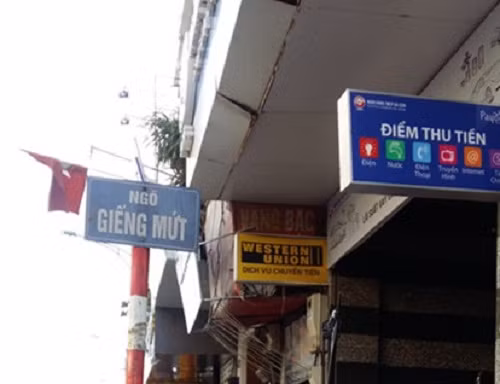 NGÕ
GIẾNG MỨT
VÀNG BẠC
WESTERN
UNION
DỊCH VỤ CHUYỂN TIỀN
ĐIỂM THU TIỀN
Điện
Nước
Điện
Thoại
Truyền
Hình
Internet